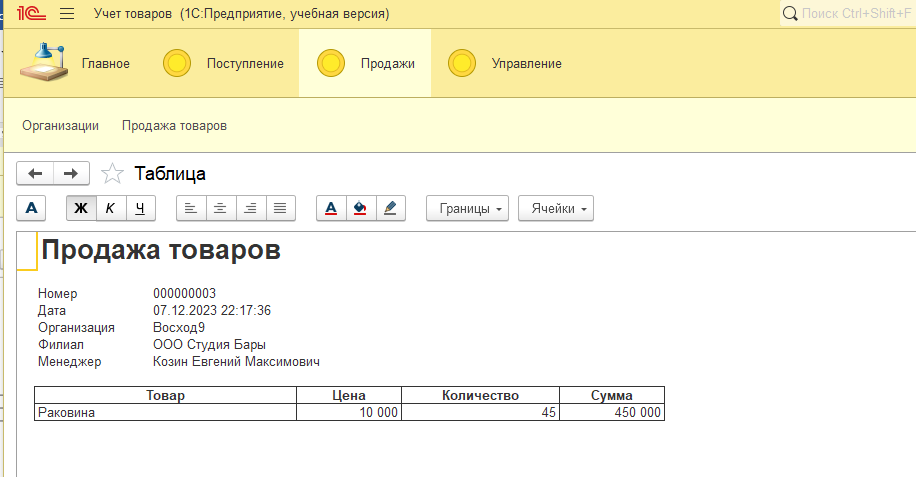 1С Учет товаров (1С:Предприятие, учебная версия) Поиск Ctrl+Shift+F
Главное Поступление Продажи Управление
Организации Продажа товаров
Таблица
А Ж К Ч А Границы Ячейки
Продажа товаров
Номер 000000003
Дата 07.12.2023 22:17:36
Организация Восход9
Филиал ООО Студия Бары
Менеджер Козин Евгений Максимович
Товар Цена Количество Сумма
Раковина 10 000 45 450 000